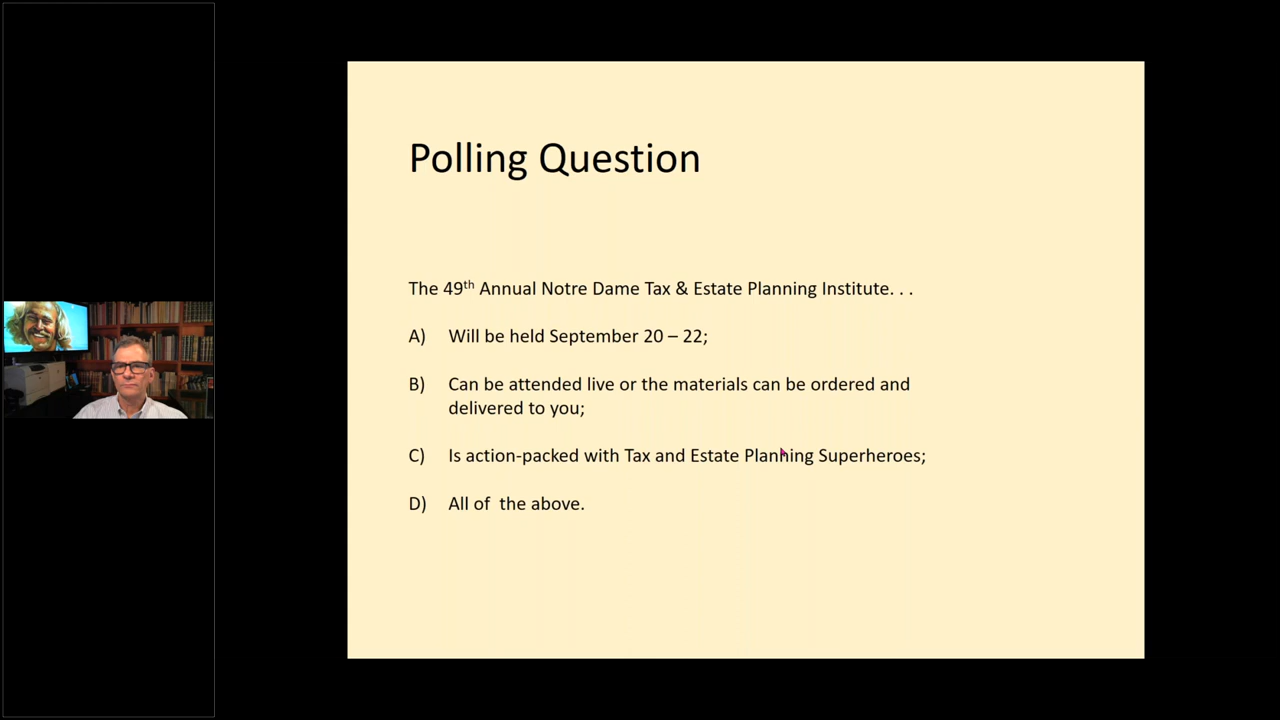 Polling Question
The 49th Annual Notre Dame Tax & Estate Planning Institute. . .
A) Will be held September 20 – 22;
B) Can be attended live or the materials can be ordered and
delivered to you;
C) Is action-packed with Tax and Estate Planning Superheroes;
D) All of  the above.